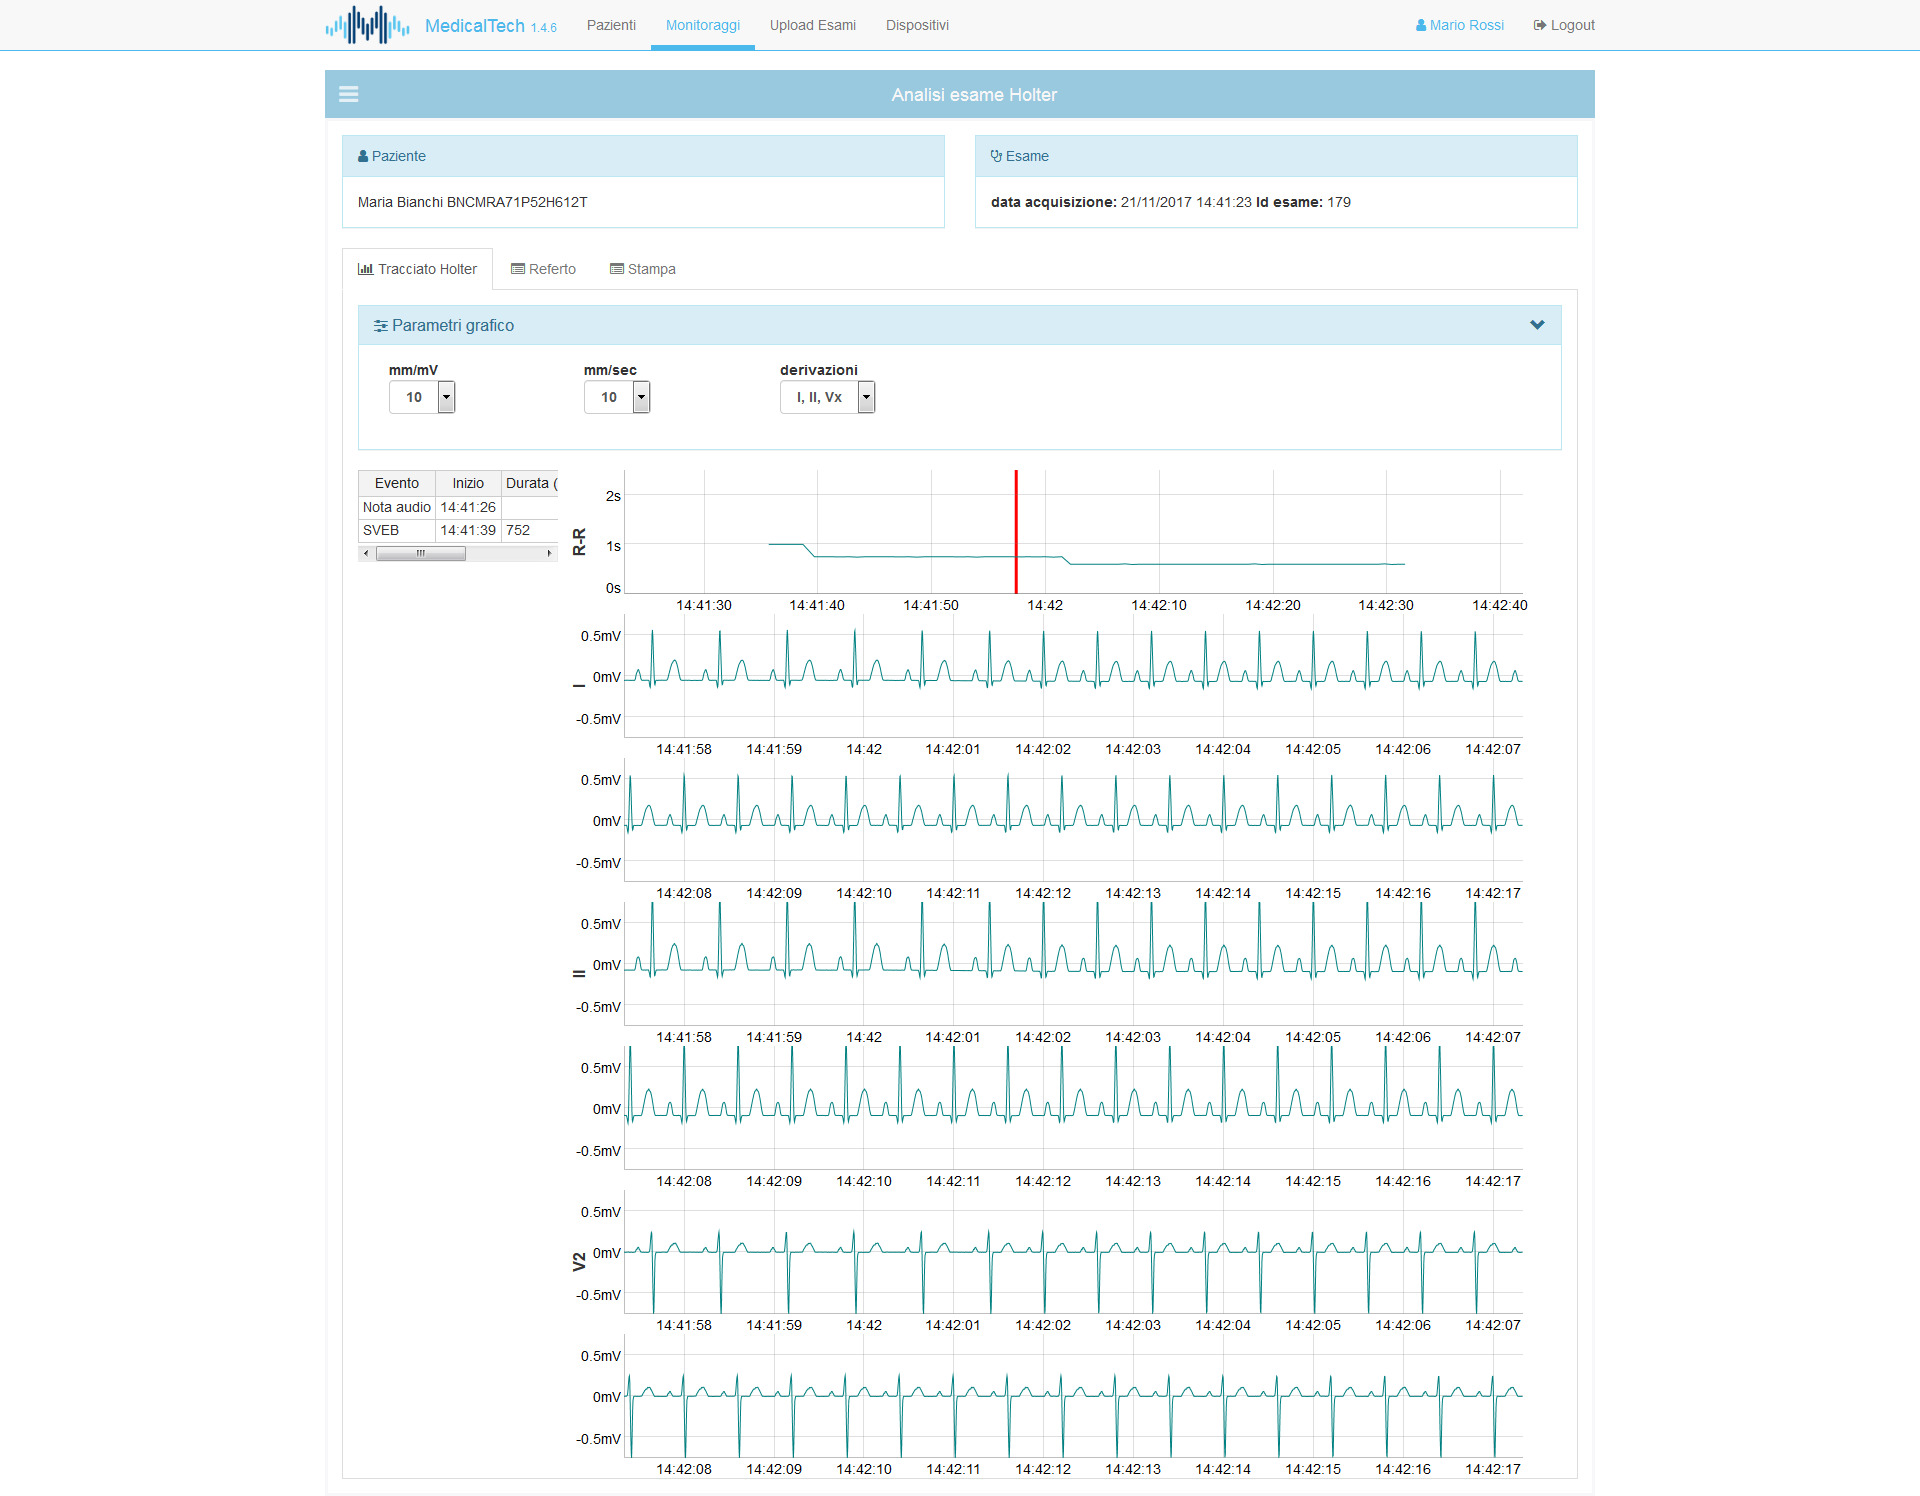 MedicalTech 1.4.6 Pazienti Monitoraggi Upload Esami Dispositivi Mario Rossi Logout
Analisi esame Holter
Paziente
Maria Bianchi BNCMRA71P52H612T
Esame
data acquisizione: 21/11/2017 14:41:23 Id esame: 179
Tracciato Holter Referto Stampa
Parametri grafico
mm/mV mm/sec derivazioni
10 10 I, II, Vx
Evento Inizio Durata (
Nota audio 14:41:26
SVEB 14:41:39 752
R-R
2s
1s
0s
14:41:30 14:41:40 14:41:50 14:42 14:42:10 14:42:20 14:42:30 14:42:40
I
0.5mV
0mV
-0.5mV
14:41:58 14:41:59 14:42 14:42:01 14:42:02 14:42:03 14:42:04 14:42:05 14:42:06 14:42:07
0.5mV
0mV
-0.5mV
14:42:08 14:42:09 14:42:10 14:42:11 14:42:12 14:42:13 14:42:14 14:42:15 14:42:16 14:42:17
II
0.5mV
0mV
-0.5mV
14:41:58 14:41:59 14:42 14:42:01 14:42:02 14:42:03 14:42:04 14:42:05 14:42:06 14:42:07
0.5mV
0mV
-0.5mV
14:42:08 14:42:09 14:42:10 14:42:11 14:42:12 14:42:13 14:42:14 14:42:15 14:42:16 14:42:17
V2
0.5mV
0mV
-0.5mV
14:41:58 14:41:59 14:42 14:42:01 14:42:02 14:42:03 14:42:04 14:42:05 14:42:06 14:42:07
0.5mV
0mV
-0.5mV
14:42:08 14:42:09 14:42:10 14:42:11 14:42:12 14:42:13 14:42:14 14:42:15 14:42:16 14:42:17